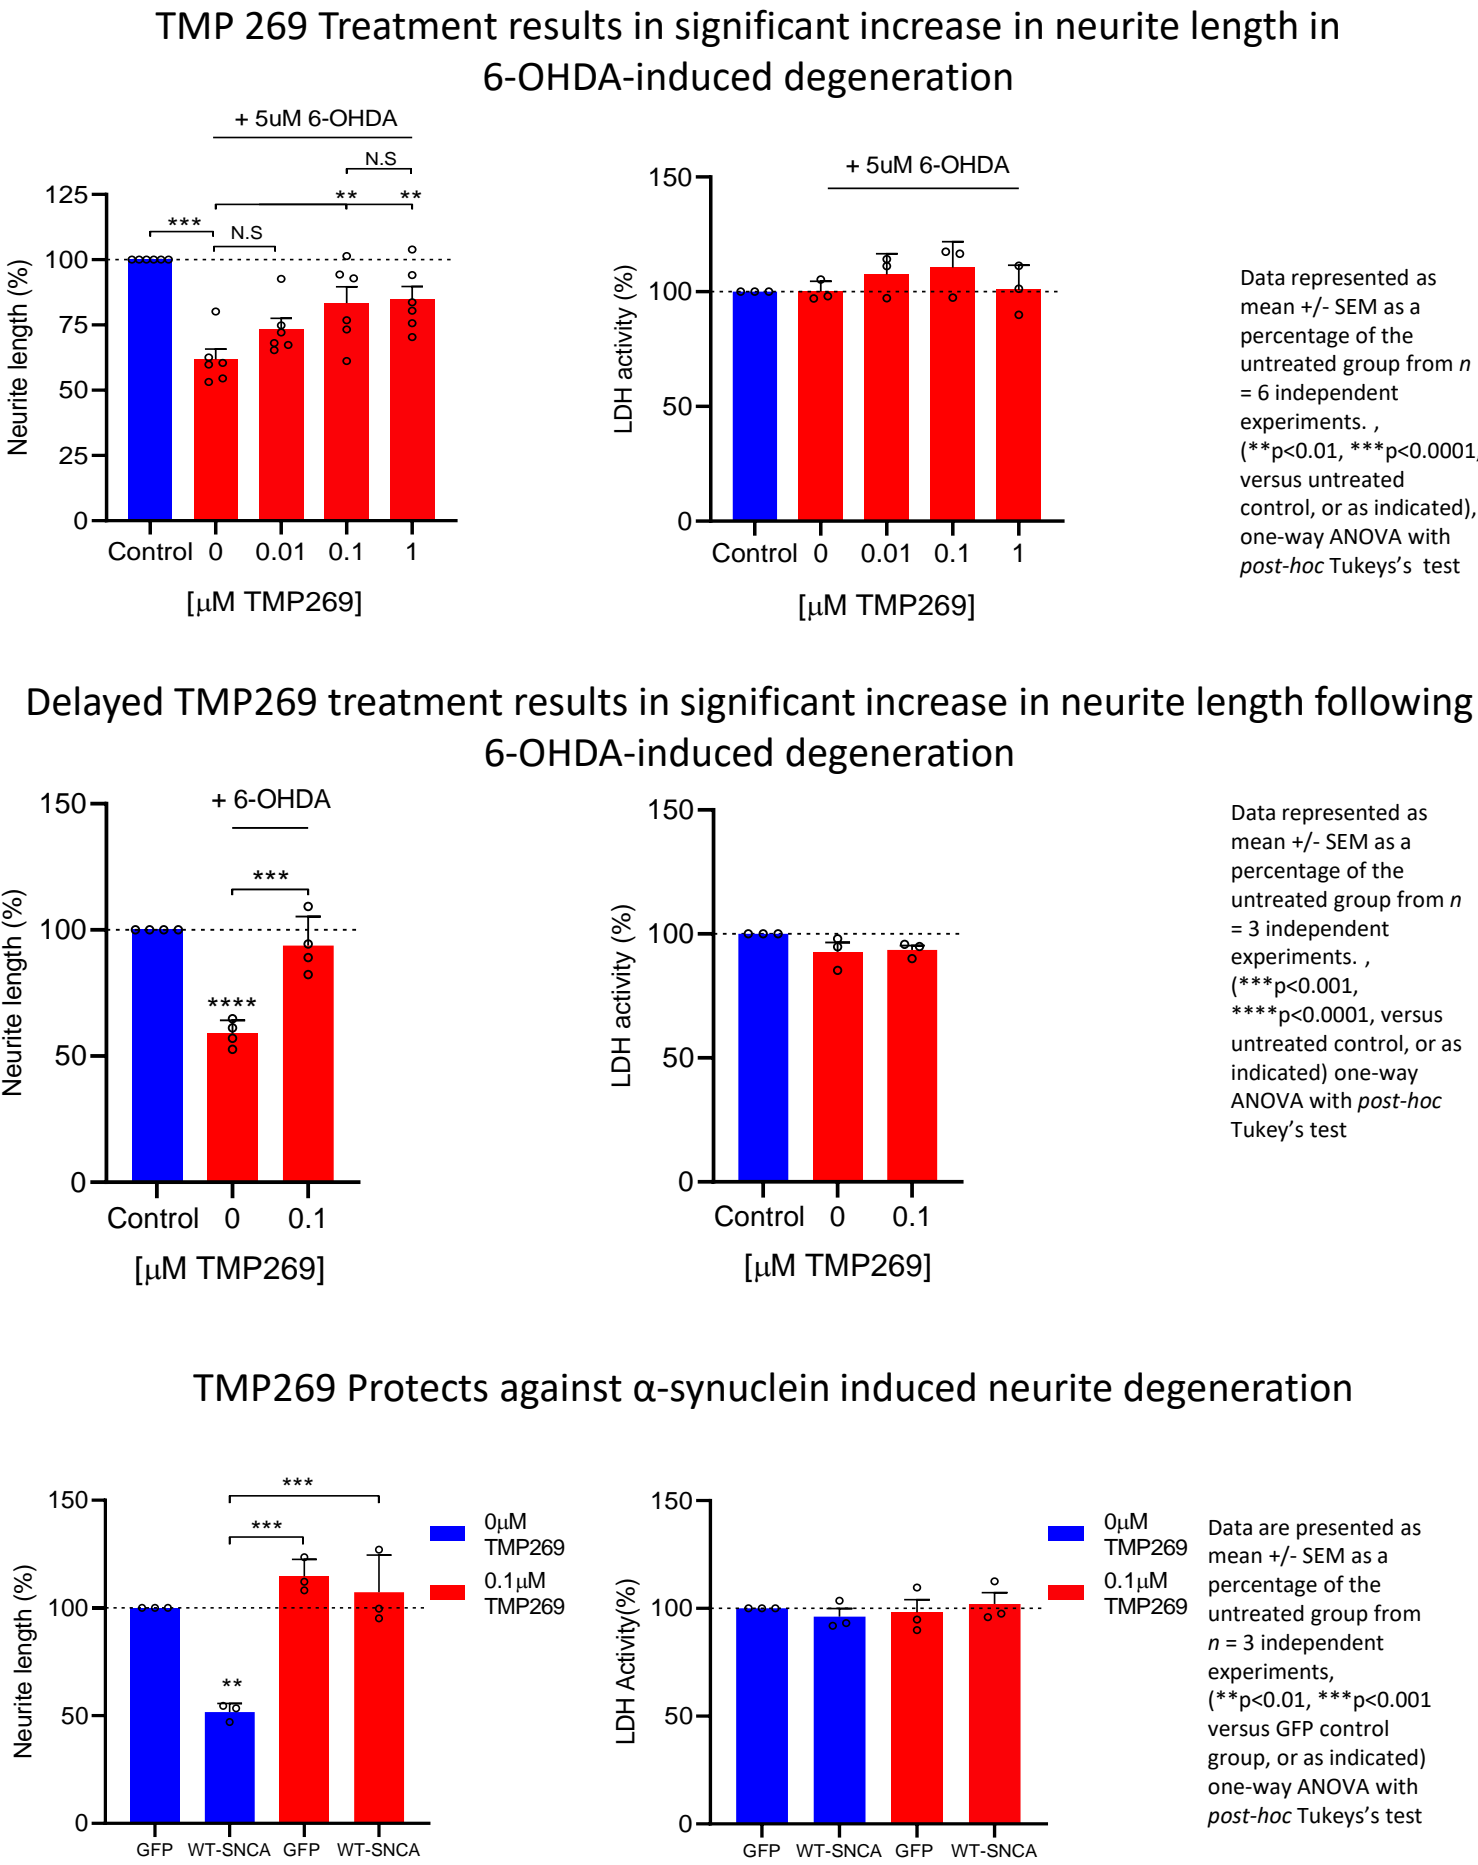 TMP 269 Treatment results in significant increase in neurite length in
6-OHDA-induced degeneration
+ 5uM 6-OHDA
N.S
** **
***
N.S
125
100
75
50
25
0
Neurite length (%)
Control 0 0.01 0.1 1
[μM TMP269]
+ 5uM 6-OHDA
150
100
50
0
LDH activity (%)
Control 0 0.01 0.1 1
[μM TMP269]
Data represented as
mean +/- SEM as a
percentage of the
untreated group from n
= 6 independent
experiments. ,
(**p<0.01, ***p<0.0001,
versus untreated
control, or as indicated),
one-way ANOVA with
post-hoc Tukeys's test
Delayed TMP269 treatment results in significant increase in neurite length following
6-OHDA-induced degeneration
+ 6-OHDA
***
****
150
100
50
0
Neurite length (%)
Control 0 0.1
[μM TMP269]
150
100
50
0
LDH activity (%)
Control 0 0.1
[μM TMP269]
Data represented as
mean +/- SEM as a
percentage of the
untreated group from n
= 3 independent
experiments. ,
(***p<0.001,
****p<0.0001, versus
untreated control, or as
indicated) one-way
ANOVA with post-hoc
Tukey's test
TMP269 Protects against α-synuclein induced neurite degeneration
***
***
**
150
100
50
0
Neurite length (%)
GFP WT-SNCA GFP WT-SNCA
0μM
TMP269
0.1μM
TMP269
150
100
50
0
LDH Activity(%)
GFP WT-SNCA GFP WT-SNCA
0μM
TMP269
0.1μM
TMP269
Data are presented as
mean +/- SEM as a
percentage of the
untreated group from
n = 3 independent
experiments,
(**p<0.01, ***p<0.001
versus GFP control
group, or as indicated)
one-way ANOVA with
post-hoc Tukeys's test